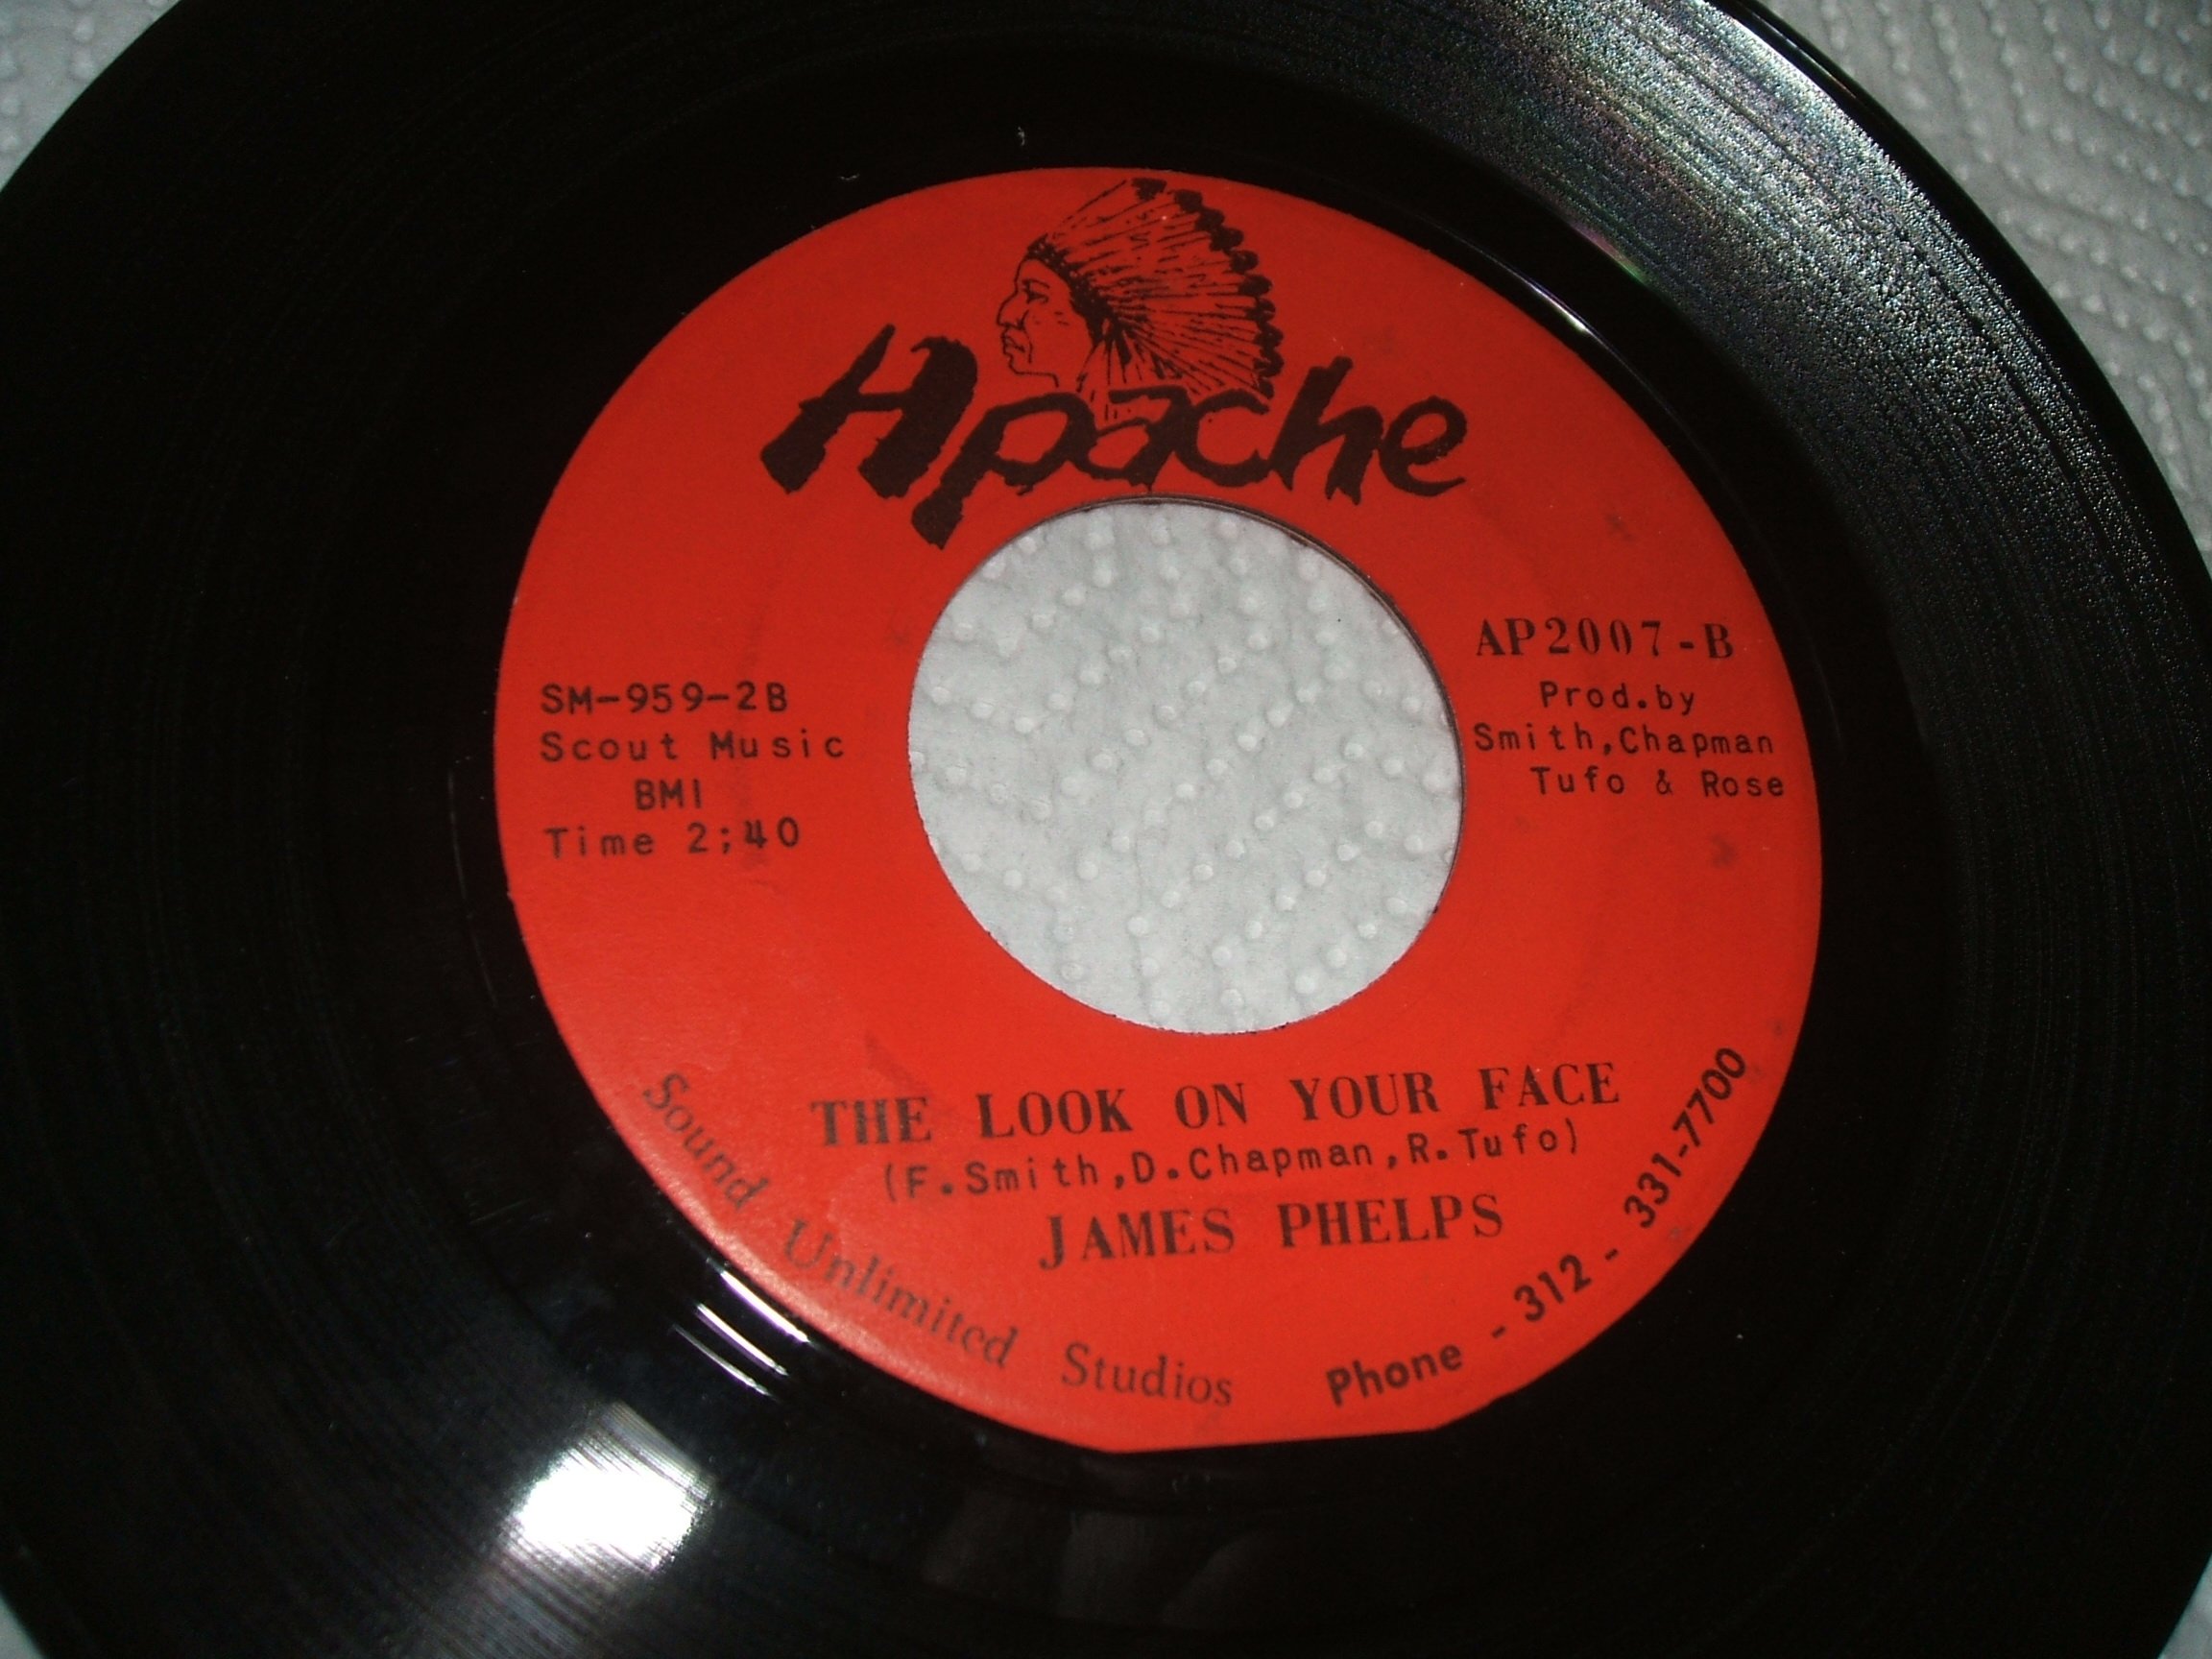 Apache
SM-959-2B
Scout Music
BMI
Time 2;40
AP2007-B
Prod.by
Smith,Chapman
Tufo & Rose
THE LOOK ON YOUR FACE
(F.Smith,D.Chapman,R.Tufo)
JAMES PHELPS
Sound Unlimited Studios Phone - 312 - 331-7700